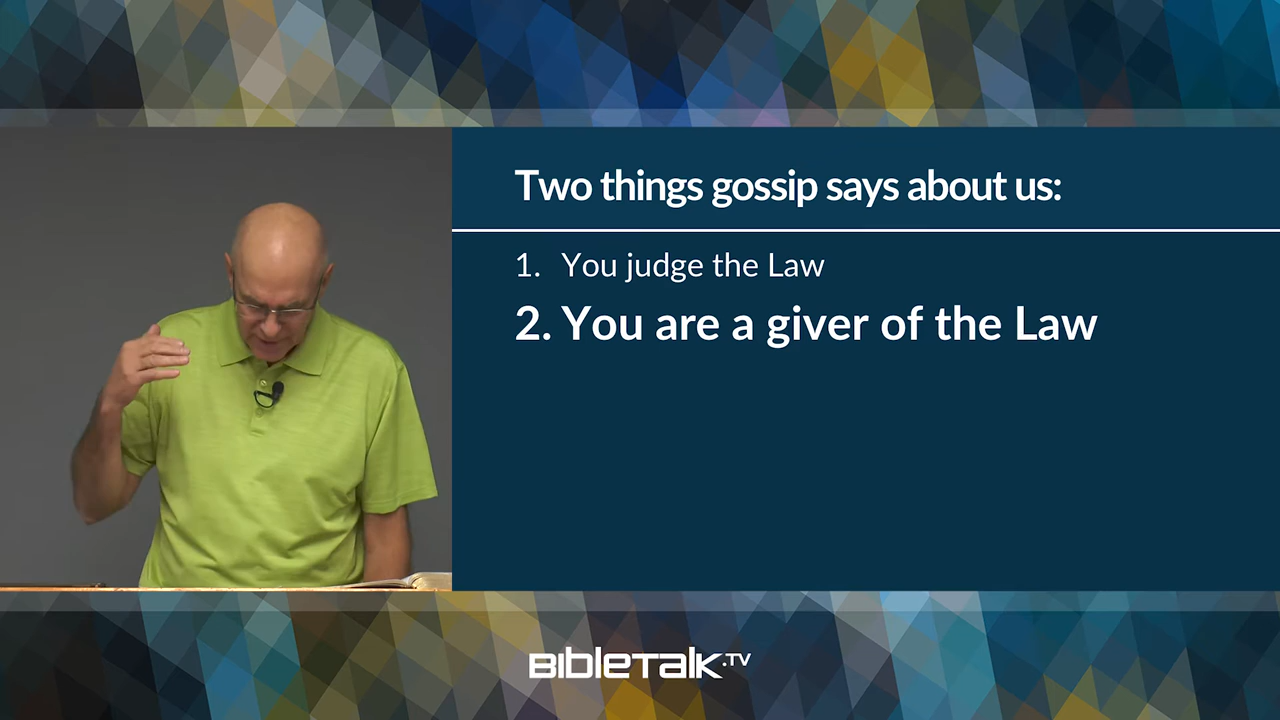 Two things gossip says about us:
1. You judge the Law
2. You are a giver of the Law
BIBLETALK.TV